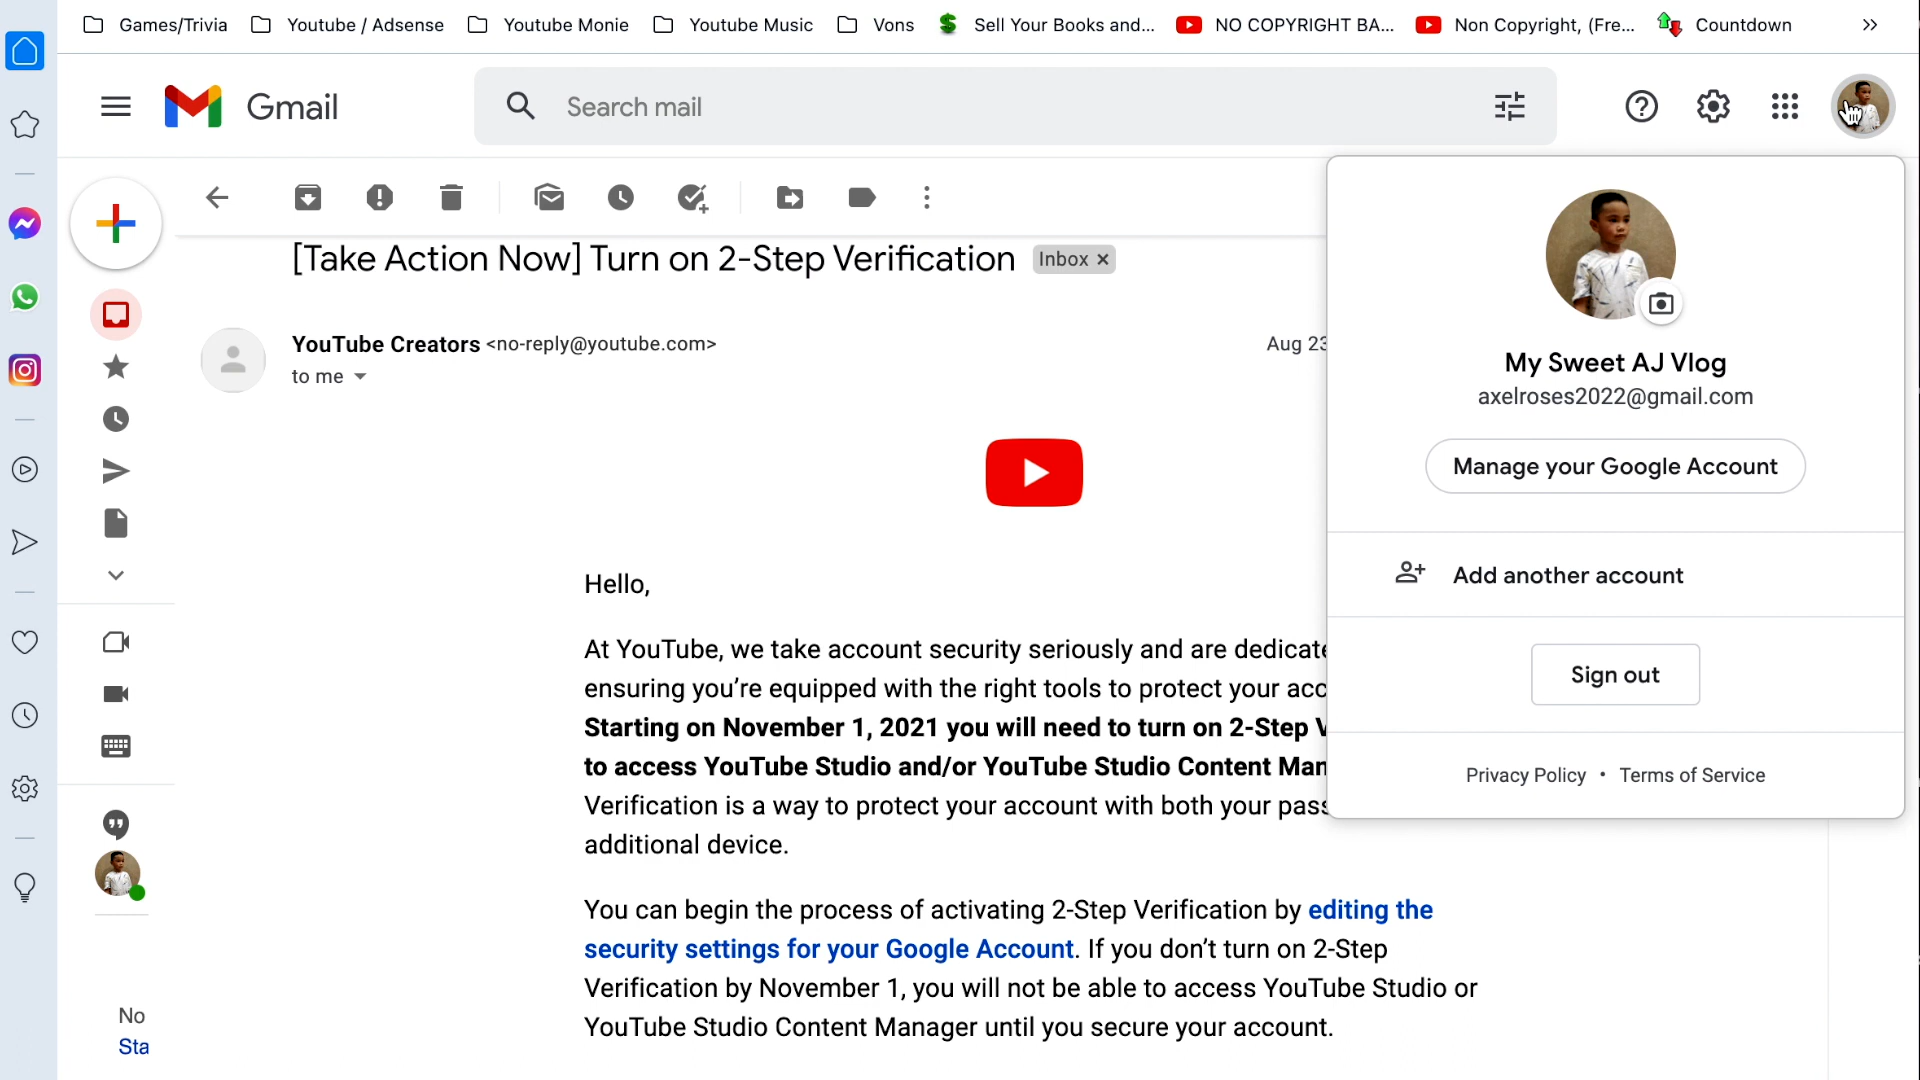 Games/Trivia Youtube / Adsense Youtube Monie Youtube Music Vons Sell Your Books and... NO COPYRIGHT BA... Non Copyright, (Fre... Countdown
Gmail
Search mail
[Take Action Now] Turn on 2-Step Verification Inbox ×
YouTube Creators <no-reply@youtube.com>
Aug 23
to me
Hello,
At YouTube, we take account security seriously and are dedicate
ensuring you’re equipped with the right tools to protect your acc
Starting on November 1, 2021 you will need to turn on 2-Step V
to access YouTube Studio and/or YouTube Studio Content Man
Verification is a way to protect your account with both your pass
additional device.
You can begin the process of activating 2-Step Verification by editing the
security settings for your Google Account. If you don’t turn on 2-Step
Verification by November 1, you will not be able to access YouTube Studio or
YouTube Studio Content Manager until you secure your account.
My Sweet AJ Vlog
axelroses2022@gmail.com
Manage your Google Account
Add another account
Sign out
Privacy Policy • Terms of Service
No
Sta